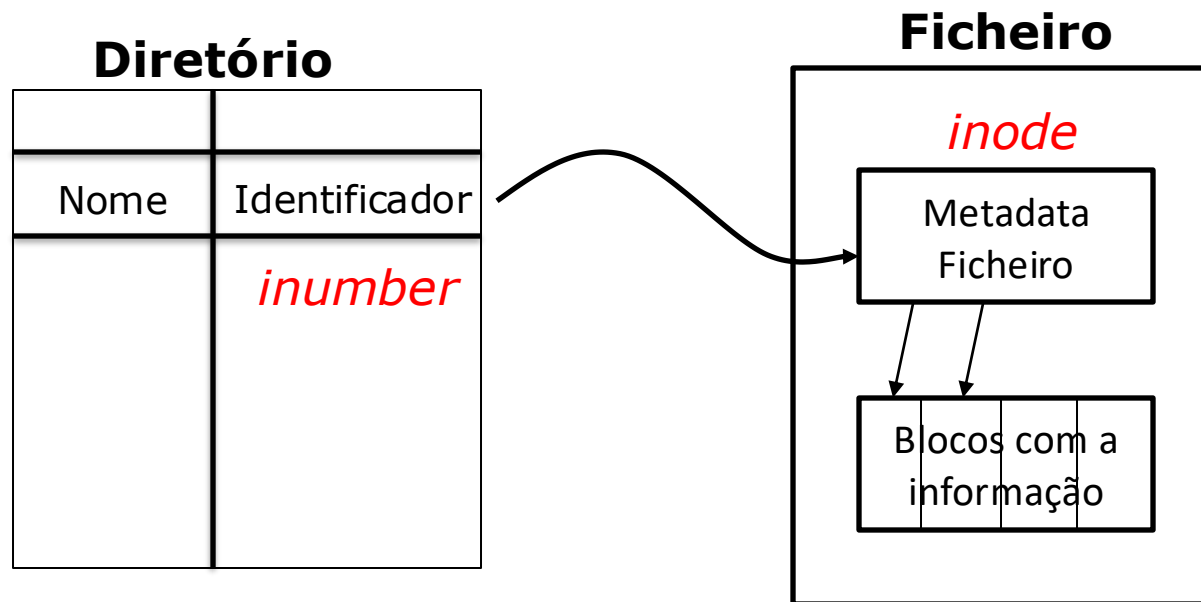 Diretório
Nome
Identificador
inumber
Ficheiro
inode
Metadata
Ficheiro
Blocos com a
informação